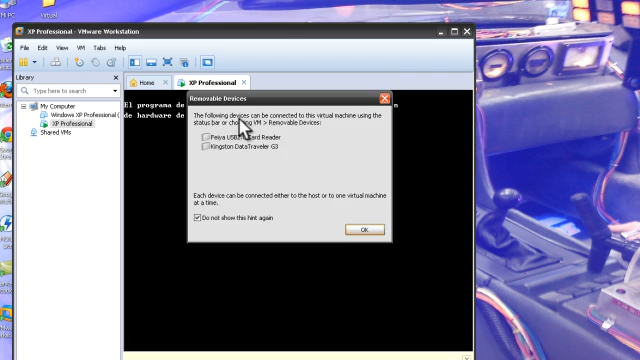 Mi PC
Virtual
XP Professional - VMware Workstation
File Edit View VM Tabs Help
Library
Type here to search
My Computer
Windows XP Professional (
XP Professional
Shared VMs
Home
XP Professional
El programa de
n
de hardware de
Removable Devices
The following devices can be connected to this virtual machine using the
status bar or choosing VM > Removable Devices:
Feiya USB Card Reader
Kingston DataTraveler G3
Each device can be connected either to the host or to one virtual machine
at a time.
Do not show this hint again
OK